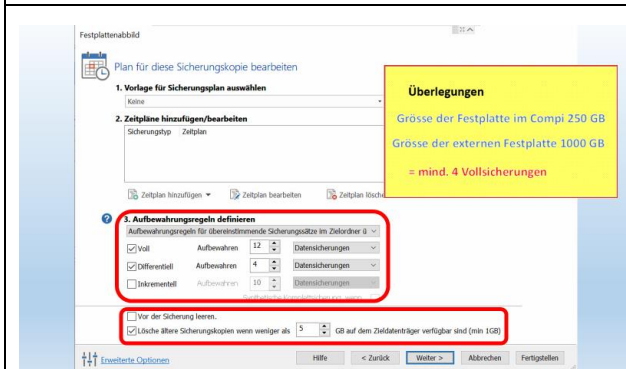 Festplattenabbild
Plan für diese Sicherungskopie bearbeiten
1. Vorlage für Sicherungsplan auswählen
Keine
2. Zeitpläne hinzufügen/bearbeiten
Sicherungstyp Zeitplan
Zeitplan hinzufügen
Zeitplan bearbeiten
Zeitplan lösche
3. Aufbewahrungsregeln definieren
Aufbewahrungsregeln für übereinstimmende Sicherungssätze im Zielordner ü
Voll Aufbewahren 12 Datensicherungen
Differentiell Aufbewahren 4 Datensicherungen
Inkrementell Aufbewahren 10 Datensicherungen
Vor der Sicherung leeren.
Lösche ältere Sicherungskopien wenn weniger als 5 GB auf dem Zieldatenträger verfügbar sind (min 1GB)
Erweiterte Optionen
Hilfe
< Zurück
Weiter >
Abbrechen
Fertigstellen
Überlegungen
Grösse der Festplatte im Compi 250 GB
Grösse der externen Festplatte 1000 GB
= mind. 4 Vollsicherungen